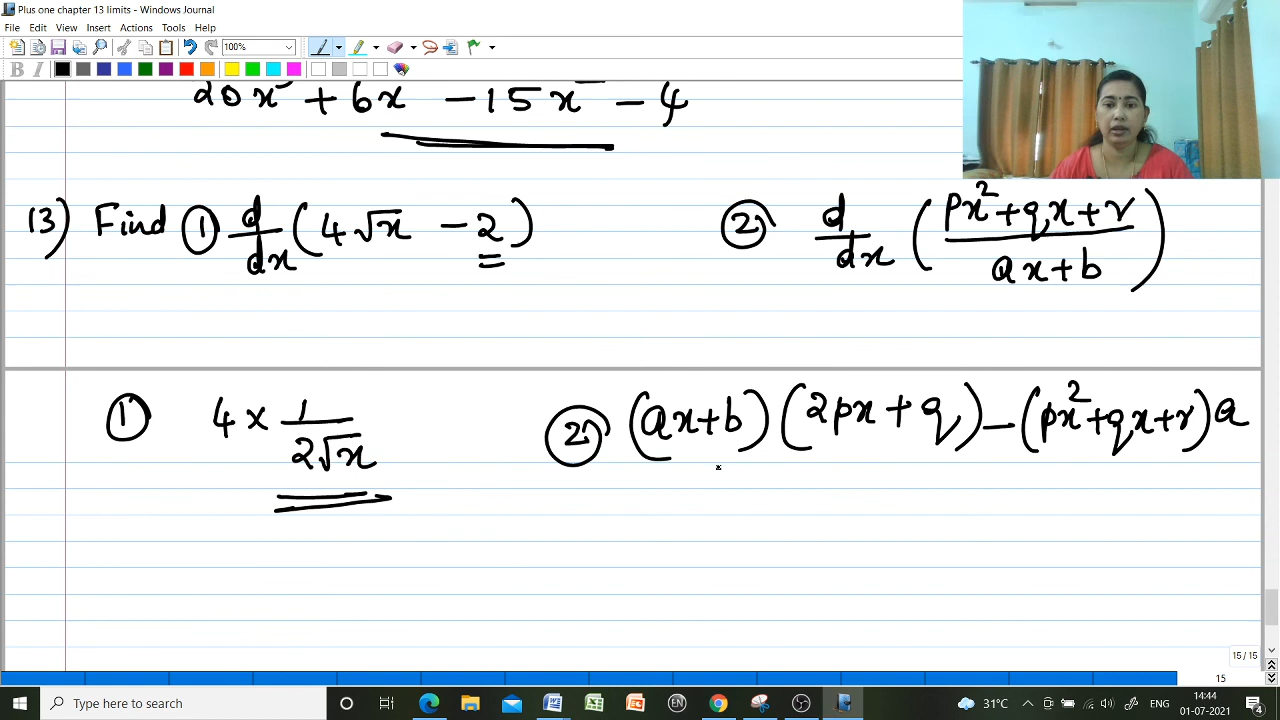 Plus one chapter 13 limits - Windows Journal
File Edit View Insert Actions Tools Help
100%
B I
20x + 6x - 15x - 4
13) Find ① d/dx (4√x - 2)
② d/dx ((px² + qx + r)/(ax + b))
① 4 × 1/(2√x)
② (ax + b)(2px + q) - (px² + qx + r)a
15 / 15
15
Type here to search
EN
31°C
14:44
01-07-2021